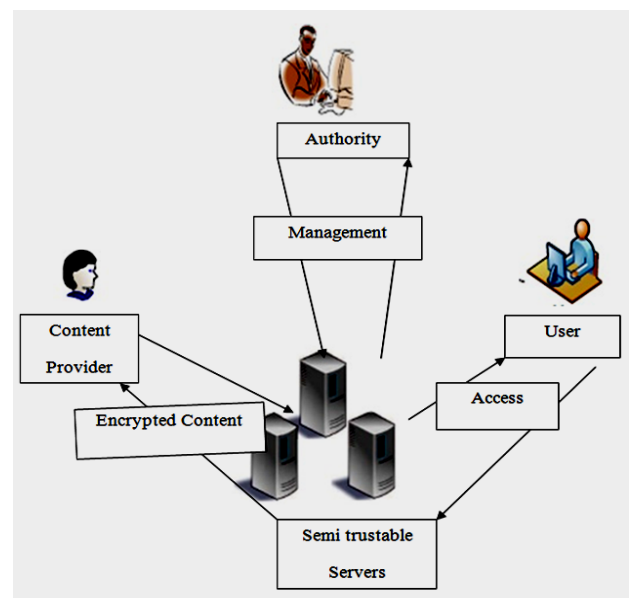 Authority
Management
Content
Provider
User
Access
Encrypted Content
Semi trustable
Servers